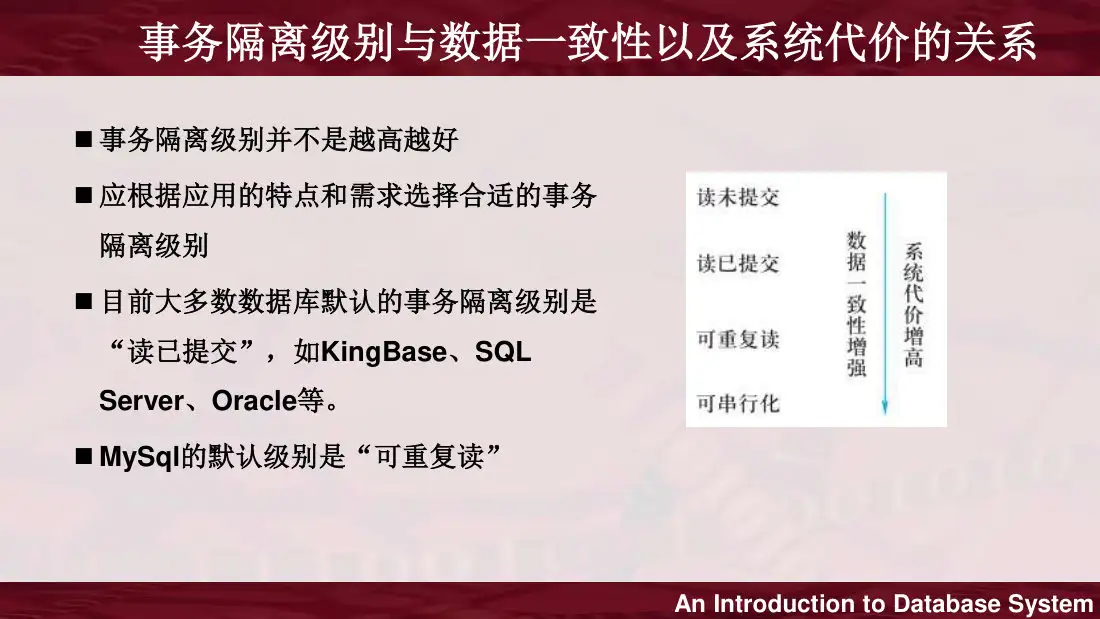 事务隔离级别与数据一致性以及系统代价的关系
■ 事务隔离级别并不是越高越好
■ 应根据应用的特点和需求选择合适的事务
隔离级别
■ 目前大多数数据库默认的事务隔离级别是
“读已提交”，如KingBase、SQL
Server、Oracle等。
■ MySql的默认级别是“可重复读”
读未提交
读已提交
可重复读
可串行化
数据一致性增强
系统代价增高
An Introduction to Database System